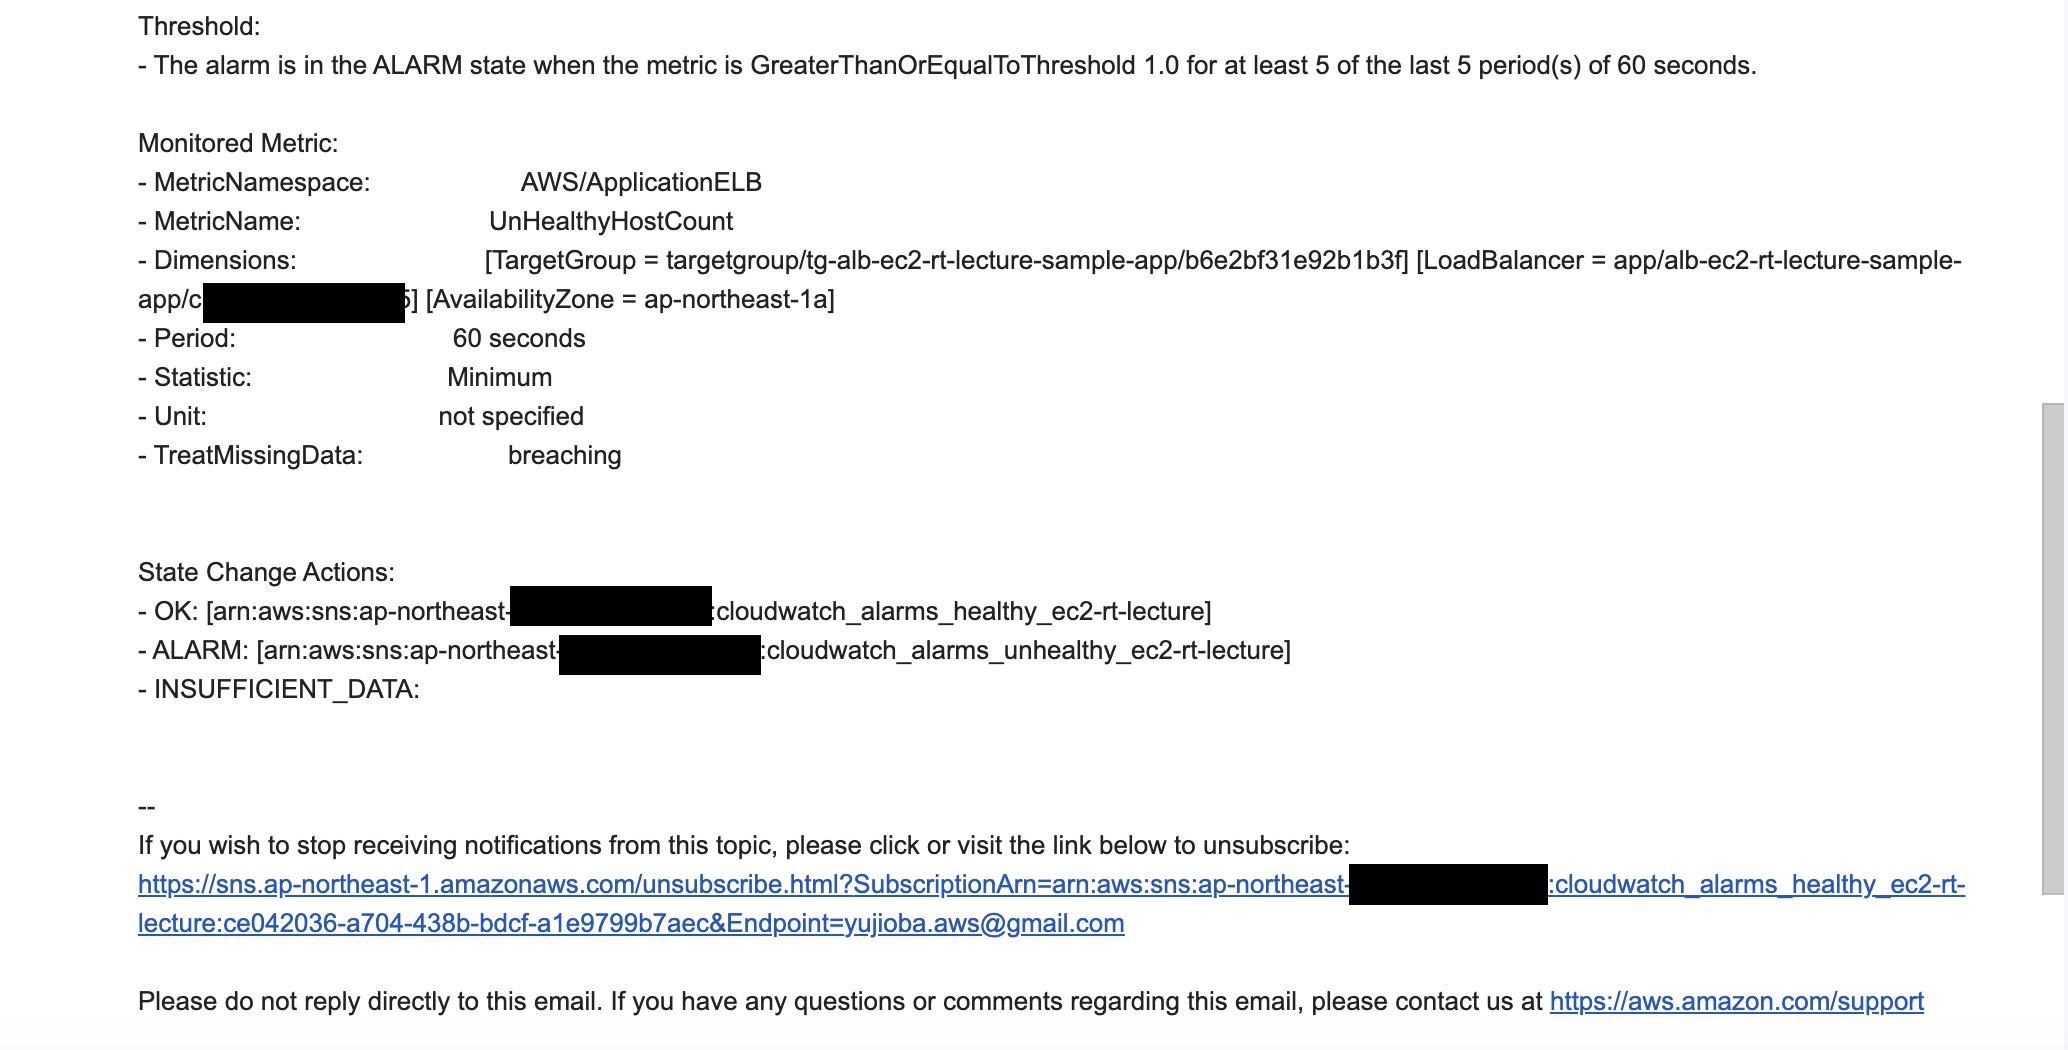 Threshold:
- The alarm is in the ALARM state when the metric is GreaterThanOrEqualToThreshold 1.0 for at least 5 of the last 5 period(s) of 60 seconds.
Monitored Metric:
- MetricNamespace: AWS/ApplicationELB
- MetricName: UnHealthyHostCount
- Dimensions: [TargetGroup = targetgroup/tg-alb-ec2-rt-lecture-sample-app/b6e2bf31e92b1b3f] [LoadBalancer = app/alb-ec2-rt-lecture-sample-
app/c ] [AvailabilityZone = ap-northeast-1a]
- Period: 60 seconds
- Statistic: Minimum
- Unit: not specified
- TreatMissingData: breaching
State Change Actions:
- OK: [arn:aws:sns:ap-northeast- :cloudwatch_alarms_healthy_ec2-rt-lecture]
- ALARM: [arn:aws:sns:ap-northeast- :cloudwatch_alarms_unhealthy_ec2-rt-lecture]
- INSUFFICIENT_DATA:
--
If you wish to stop receiving notifications from this topic, please click or visit the link below to unsubscribe:
https://sns.ap-northeast-1.amazonaws.com/unsubscribe.html?SubscriptionArn=arn:aws:sns:ap-northeast- :cloudwatch_alarms_healthy_ec2-rt-
lecture:ce042036-a704-438b-bdcf-a1e9799b7aec&Endpoint=yujioba.aws@gmail.com
Please do not reply directly to this email. If you have any questions or comments regarding this email, please contact us at https://aws.amazon.com/support